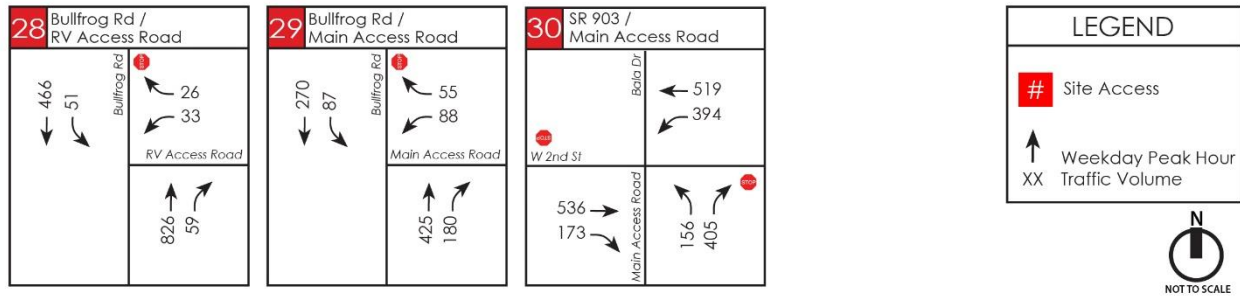 28 Bullfrog Rd /
RV Access Road
466
51
Bullfrog Rd
STOP
26
33
RV Access Road
826
59
29 Bullfrog Rd /
Main Access Road
270
87
Bullfrog Rd
STOP
55
88
Main Access Road
425
180
30 SR 903 /
Main Access Road
Bala Dr
519
394
STOP
W 2nd St
536
173
Main Access Road
156
405
STOP
LEGEND
# Site Access
Weekday Peak Hour
XX Traffic Volume
N
NOT TO SCALE